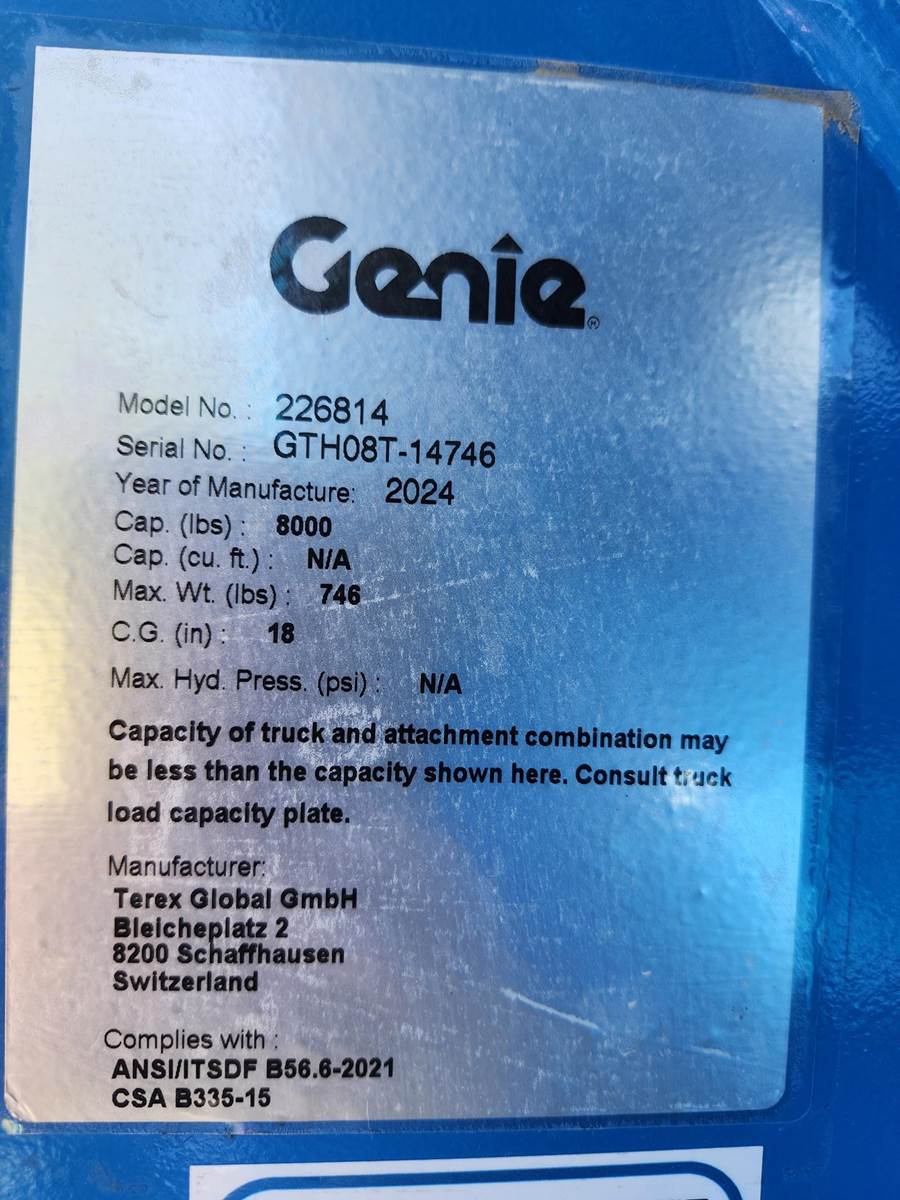 Genie
Model No. : 226814
Serial No. : GTH08T-14746
Year of Manufacture: 2024
Cap. (lbs) : 8000
Cap. (cu. ft.) : N/A
Max. Wt. (lbs) : 746
C.G. (in) : 18
Max. Hyd. Press. (psi) : N/A
Capacity of truck and attachment combination may
be less than the capacity shown here. Consult truck
load capacity plate.
Manufacturer:
Terex Global GmbH
Bleicheplatz 2
8200 Schaffhausen
Switzerland
Complies with :
ANSI/ITSDF B56.6-2021
CSA B335-15